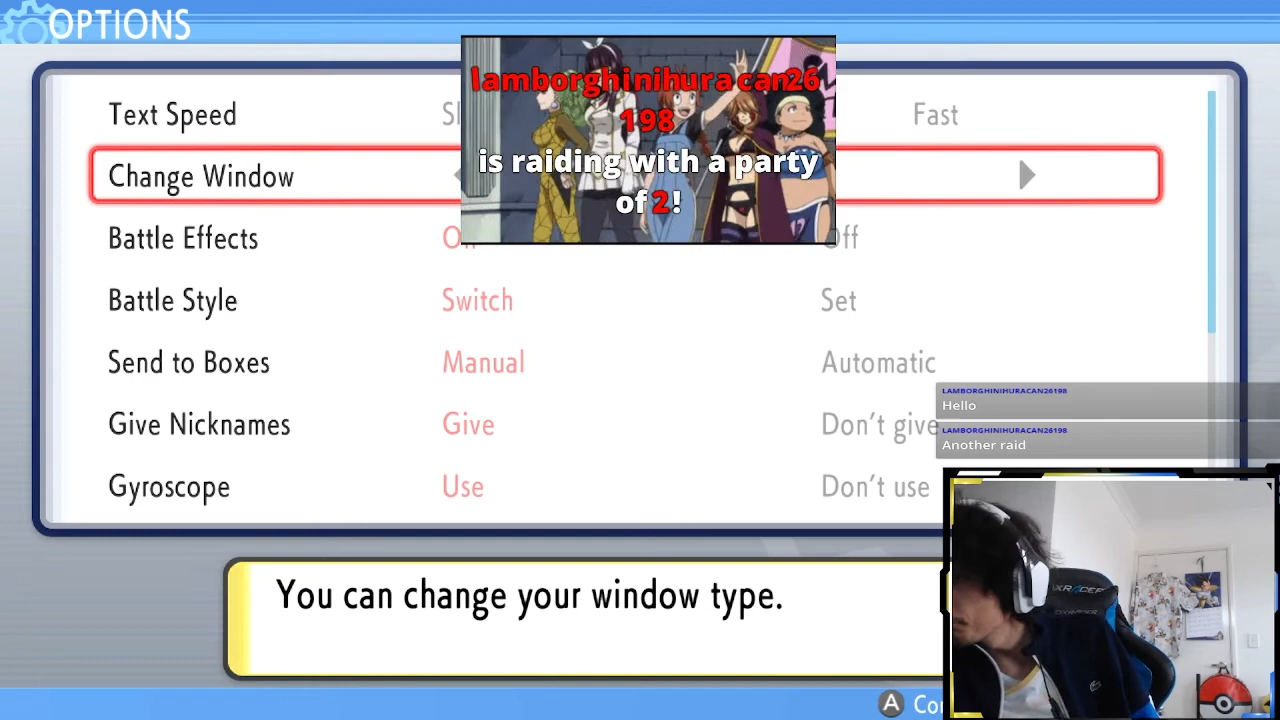 OPTIONS
lamborghinihuracan26
198
is raiding with a party
of 2!
Text Speed Fast
Change Window
Battle Effects Off
Battle Style Switch Set
Send to Boxes Manual Automatic
LAMBORGHINIHURACAN26198
Hello
Give Nicknames Give Don't give
LAMBORGHINIHURACAN26198
Another raid
Gyroscope Use Don't use
You can change your window type.
A